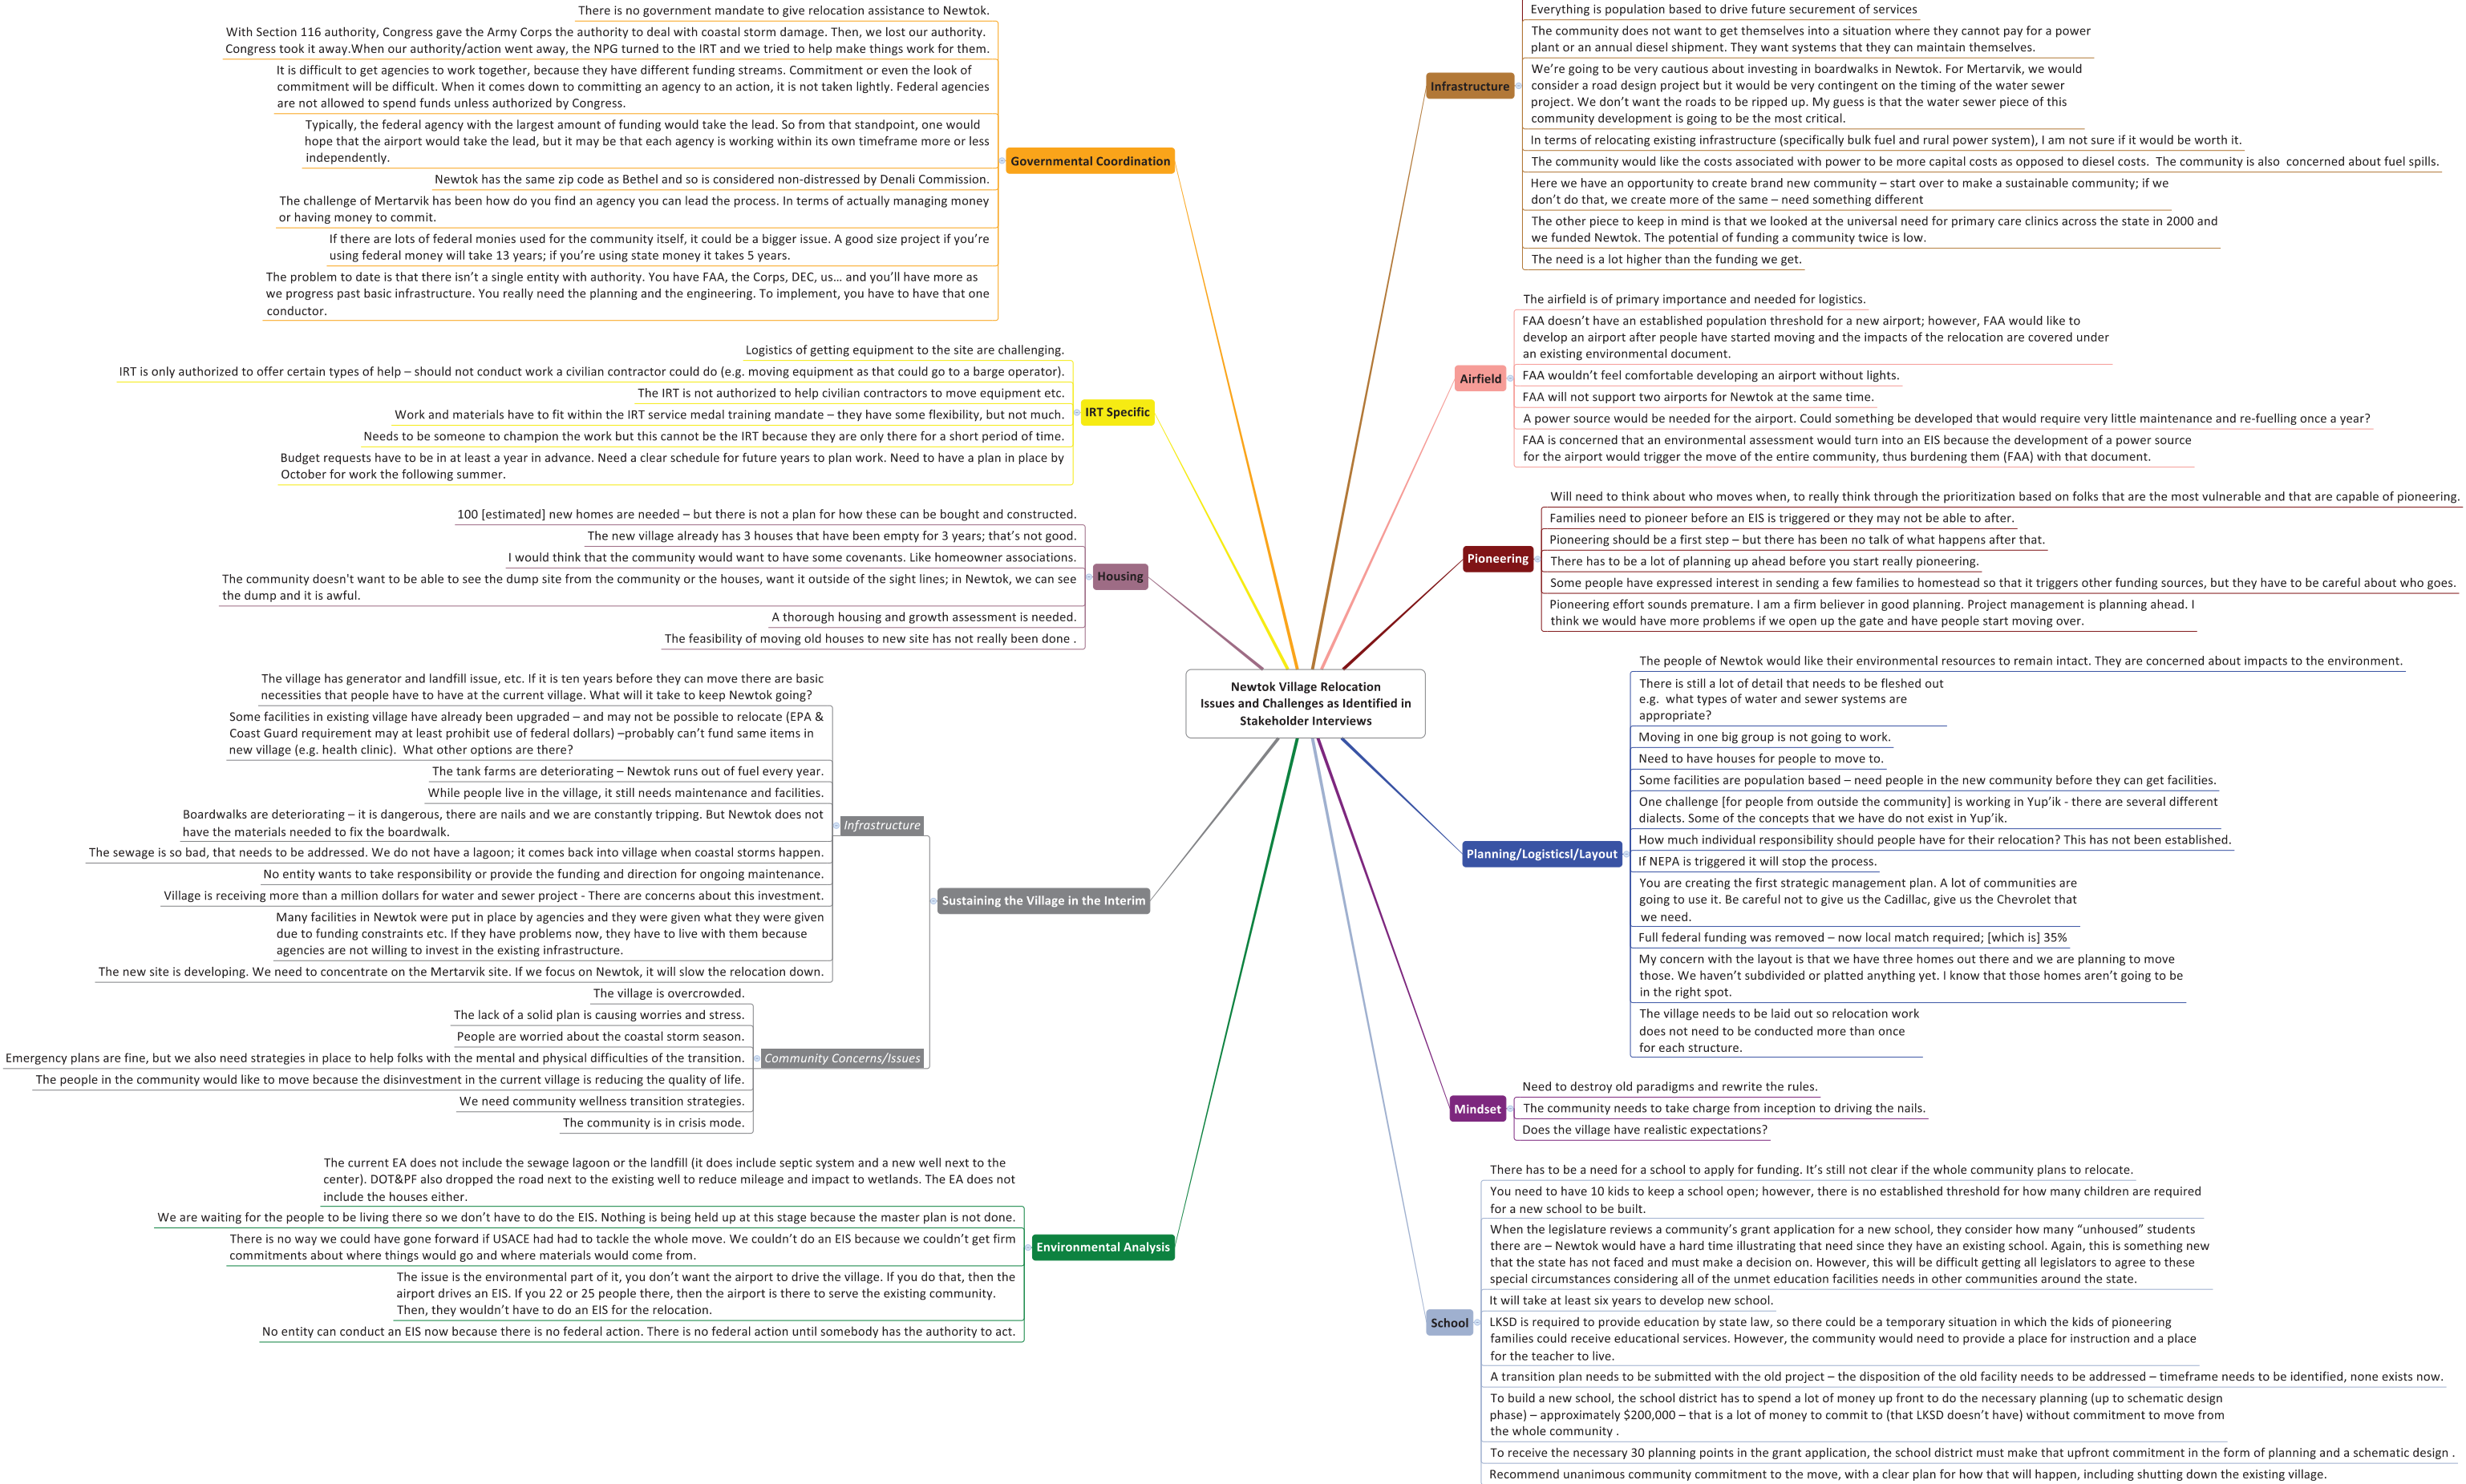 Newtok Village Relocation
Issues and Challenges as Identified in
Stakeholder Interviews
Governmental Coordination
There is no government mandate to give relocation assistance to Newtok.
With Section 116 authority, Congress gave the Army Corps the authority to deal with coastal storm damage. Then, we lost our authority.
Congress took it away.When our authority/action went away, the NPG turned to the IRT and we tried to help make things work for them.
It is difficult to get agencies to work together, because they have different funding streams. Commitment or even the look of
commitment will be difficult. When it comes down to committing an agency to an action, it is not taken lightly. Federal agencies
are not allowed to spend funds unless authorized by Congress.
Typically, the federal agency with the largest amount of funding would take the lead. So from that standpoint, one would
hope that the airport would take the lead, but it may be that each agency is working within its own timeframe more or less
independently.
Newtok has the same zip code as Bethel and so is considered non-distressed by Denali Commission.
The challenge of Mertarvik has been how do you find an agency you can lead the process. In terms of actually managing money
or having money to commit.
If there are lots of federal monies used for the community itself, it could be a bigger issue. A good size project if you're
using federal money will take 13 years; if you're using state money it takes 5 years.
The problem to date is that there isn't a single entity with authority. You have FAA, the Corps, DEC, us... and you'll have more as
we progress past basic infrastructure. You really need the planning and the engineering. To implement, you have to have that one
conductor.
IRT Specific
Logistics of getting equipment to the site are challenging.
IRT is only authorized to offer certain types of help – should not conduct work a civilian contractor could do (e.g. moving equipment as that could go to a barge operator).
The IRT is not authorized to help civilian contractors to move equipment etc.
Work and materials have to fit within the IRT service medal training mandate – they have some flexibility, but not much.
Needs to be someone to champion the work but this cannot be the IRT because they are only there for a short period of time.
Budget requests have to be in at least a year in advance. Need a clear schedule for future years to plan work. Need to have a plan in place by
October for work the following summer.
Housing
100 [estimated] new homes are needed – but there is not a plan for how these can be bought and constructed.
The new village already has 3 houses that have been empty for 3 years; that's not good.
I would think that the community would want to have some covenants. Like homeowner associations.
The community doesn't want to be able to see the dump site from the community or the houses, want it outside of the sight lines; in Newtok, we can see
the dump and it is awful.
A thorough housing and growth assessment is needed.
The feasibility of moving old houses to new site has not really been done .
Sustaining the Village in the Interim
Infrastructure
The village has generator and landfill issue, etc. If it is ten years before they can move there are basic
necessities that people have to have at the current village. What will it take to keep Newtok going?
Some facilities in existing village have already been upgraded – and may not be possible to relocate (EPA &
Coast Guard requirement may at least prohibit use of federal dollars) –probably can't fund same items in
new village (e.g. health clinic). What other options are there?
The tank farms are deteriorating – Newtok runs out of fuel every year.
While people live in the village, it still needs maintenance and facilities.
Boardwalks are deteriorating – it is dangerous, there are nails and we are constantly tripping. But Newtok does not
have the materials needed to fix the boardwalk.
The sewage is so bad, that needs to be addressed. We do not have a lagoon; it comes back into village when coastal storms happen.
No entity wants to take responsibility or provide the funding and direction for ongoing maintenance.
Village is receiving more than a million dollars for water and sewer project - There are concerns about this investment.
Many facilities in Newtok were put in place by agencies and they were given what they were given
due to funding constraints etc. If they have problems now, they have to live with them because
agencies are not willing to invest in the existing infrastructure.
The new site is developing. We need to concentrate on the Mertarvik site. If we focus on Newtok, it will slow the relocation down.
Community Concerns/Issues
The village is overcrowded.
The lack of a solid plan is causing worries and stress.
People are worried about the coastal storm season.
Emergency plans are fine, but we also need strategies in place to help folks with the mental and physical difficulties of the transition.
The people in the community would like to move because the disinvestment in the current village is reducing the quality of life.
We need community wellness transition strategies.
The community is in crisis mode.
Environmental Analysis
The current EA does not include the sewage lagoon or the landfill (it does include septic system and a new well next to the
center). DOT&PF also dropped the road next to the existing well to reduce mileage and impact to wetlands. The EA does not
include the houses either.
We are waiting for the people to be living there so we don't have to do the EIS. Nothing is being held up at this stage because the master plan is not done.
There is no way we could have gone forward if USACE had had to tackle the whole move. We couldn't do an EIS because we couldn't get firm
commitments about where things would go and where materials would come from.
The issue is the environmental part of it, you don't want the airport to drive the village. If you do that, then the
airport drives an EIS. If you 22 or 25 people there, then the airport is there to serve the existing community.
Then, they wouldn't have to do an EIS for the relocation.
No entity can conduct an EIS now because there is no federal action. There is no federal action until somebody has the authority to act.
Infrastructure
Everything is population based to drive future securement of services
The community does not want to get themselves into a situation where they cannot pay for a power
plant or an annual diesel shipment. They want systems that they can maintain themselves.
We're going to be very cautious about investing in boardwalks in Newtok. For Mertarvik, we would
consider a road design project but it would be very contingent on the timing of the water sewer
project. We don't want the roads to be ripped up. My guess is that the water sewer piece of this
community development is going to be the most critical.
In terms of relocating existing infrastructure (specifically bulk fuel and rural power system), I am not sure if it would be worth it.
The community would like the costs associated with power to be more capital costs as opposed to diesel costs. The community is also concerned about fuel spills.
Here we have an opportunity to create brand new community – start over to make a sustainable community; if we
don't do that, we create more of the same – need something different
The other piece to keep in mind is that we looked at the universal need for primary care clinics across the state in 2000 and
we funded Newtok. The potential of funding a community twice is low.
The need is a lot higher than the funding we get.
Airfield
The airfield is of primary importance and needed for logistics.
FAA doesn't have an established population threshold for a new airport; however, FAA would like to
develop an airport after people have started moving and the impacts of the relocation are covered under
an existing environmental document.
FAA wouldn't feel comfortable developing an airport without lights.
FAA will not support two airports for Newtok at the same time.
A power source would be needed for the airport. Could something be developed that would require very little maintenance and re-fuelling once a year?
FAA is concerned that an environmental assessment would turn into an EIS because the development of a power source
for the airport would trigger the move of the entire community, thus burdening them (FAA) with that document.
Pioneering
Will need to think about who moves when, to really think through the prioritization based on folks that are the most vulnerable and that are capable of pioneering.
Families need to pioneer before an EIS is triggered or they may not be able to after.
Pioneering should be a first step – but there has been no talk of what happens after that.
There has to be a lot of planning up ahead before you start really pioneering.
Some people have expressed interest in sending a few families to homestead so that it triggers other funding sources, but they have to be careful about who goes.
Pioneering effort sounds premature. I am a firm believer in good planning. Project management is planning ahead. I
think we would have more problems if we open up the gate and have people start moving over.
Planning/Logisticsl/Layout
The people of Newtok would like their environmental resources to remain intact. They are concerned about impacts to the environment.
There is still a lot of detail that needs to be fleshed out
e.g. what types of water and sewer systems are
appropriate?
Moving in one big group is not going to work.
Need to have houses for people to move to.
Some facilities are population based – need people in the new community before they can get facilities.
One challenge [for people from outside the community] is working in Yup'ik - there are several different
dialects. Some of the concepts that we have do not exist in Yup'ik.
How much individual responsibility should people have for their relocation? This has not been established.
If NEPA is triggered it will stop the process.
You are creating the first strategic management plan. A lot of communities are
going to use it. Be careful not to give us the Cadillac, give us the Chevrolet that
we need.
Full federal funding was removed – now local match required; [which is] 35%
My concern with the layout is that we have three homes out there and we are planning to move
those. We haven't subdivided or platted anything yet. I know that those homes aren't going to be
in the right spot.
The village needs to be laid out so relocation work
does not need to be conducted more than once
for each structure.
Mindset
Need to destroy old paradigms and rewrite the rules.
The community needs to take charge from inception to driving the nails.
Does the village have realistic expectations?
School
There has to be a need for a school to apply for funding. It's still not clear if the whole community plans to relocate.
You need to have 10 kids to keep a school open; however, there is no established threshold for how many children are required
for a new school to be built.
When the legislature reviews a community's grant application for a new school, they consider how many "unhoused" students
there are – Newtok would have a hard time illustrating that need since they have an existing school. Again, this is something new
that the state has not faced and must make a decision on. However, this will be difficult getting all legislators to agree to these
special circumstances considering all of the unmet education facilities needs in other communities around the state.
It will take at least six years to develop new school.
LKSD is required to provide education by state law, so there could be a temporary situation in which the kids of pioneering
families could receive educational services. However, the community would need to provide a place for instruction and a place
for the teacher to live.
A transition plan needs to be submitted with the old project – the disposition of the old facility needs to be addressed – timeframe needs to be identified, none exists now.
To build a new school, the school district has to spend a lot of money up front to do the necessary planning (up to schematic design
phase) – approximately $200,000 – that is a lot of money to commit to (that LKSD doesn't have) without commitment to move from
the whole community .
To receive the necessary 30 planning points in the grant application, the school district must make that upfront commitment in the form of planning and a schematic design .
Recommend unanimous community commitment to the move, with a clear plan for how that will happen, including shutting down the existing village.